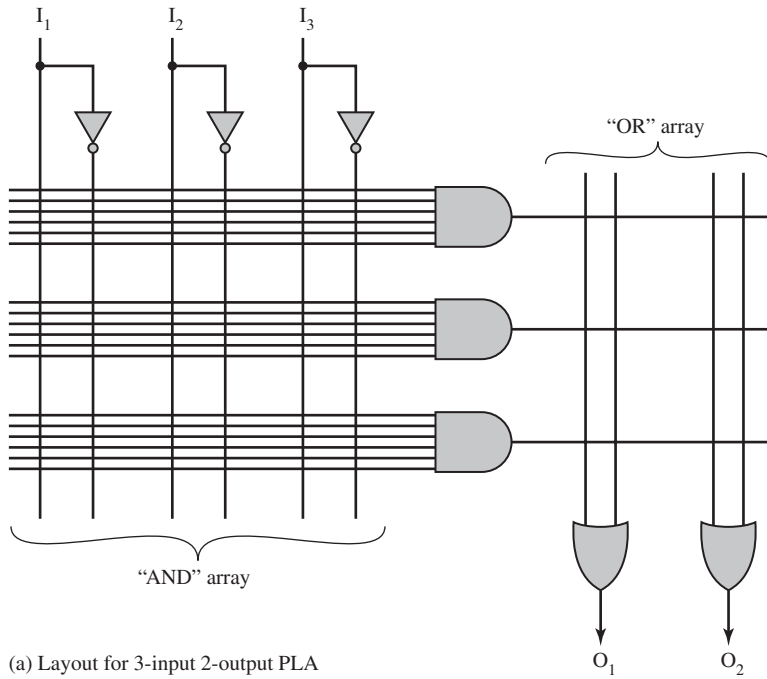 I₁ I₂ I₃
“OR” array
“AND” array
(a) Layout for 3-input 2-output PLA
O₁ O₂